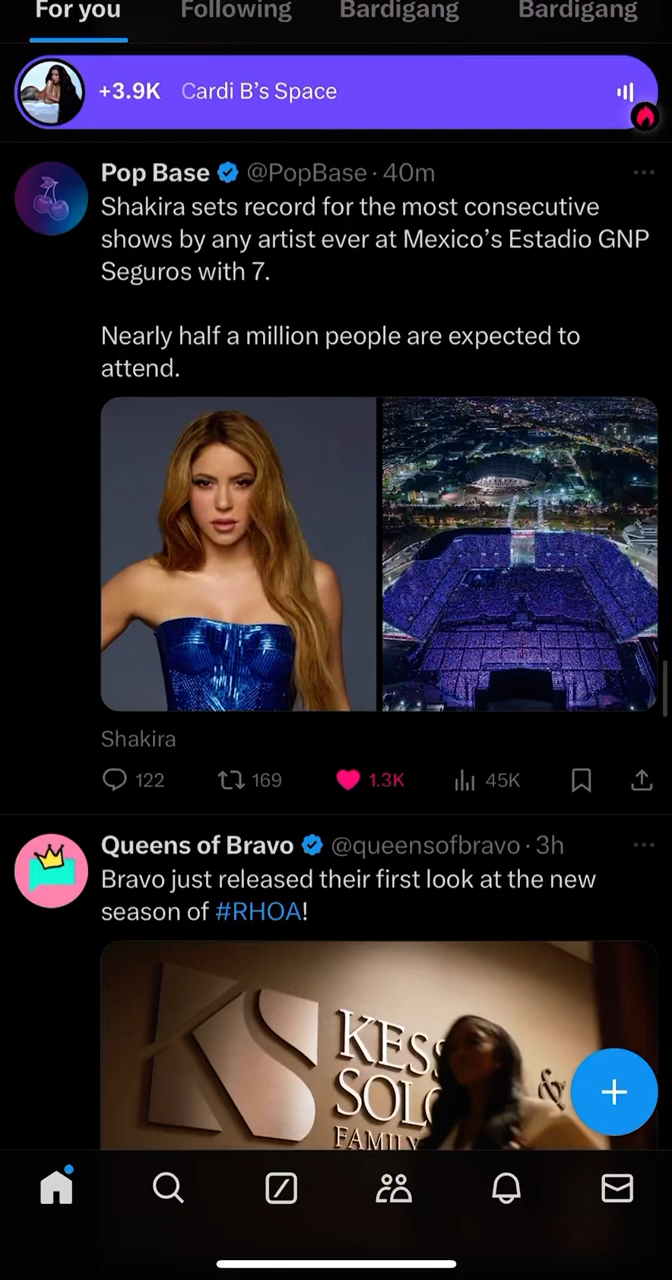 For you Following Bardigang Bardigang
+3.9K Cardi B’s Space
Pop Base @PopBase · 40m
Shakira sets record for the most consecutive
shows by any artist ever at Mexico’s Estadio GNP
Seguros with 7.
Nearly half a million people are expected to
attend.
Shakira
122 169 1.3K 45K
Queens of Bravo @queensofbravo · 3h
Bravo just released their first look at the new
season of #RHOA!
KS
&
FAMILY